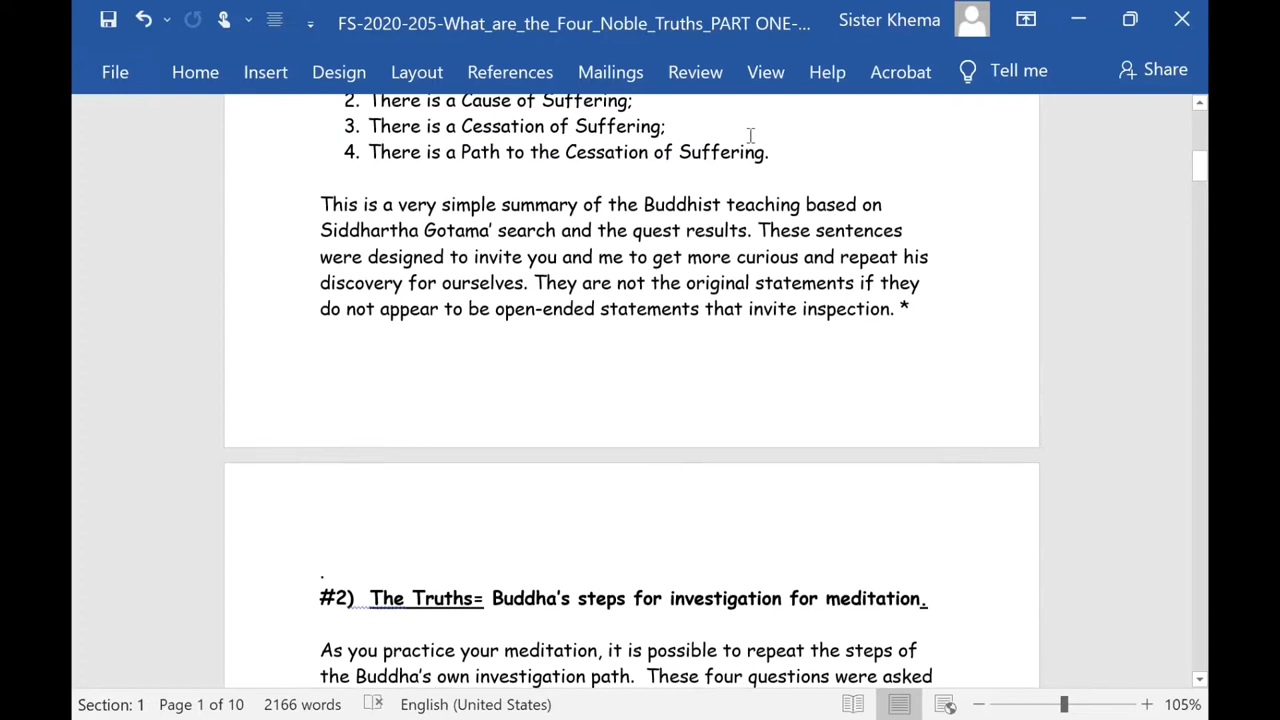 FS-2020-205-What_are_the_Four_Noble_Truths_PART ONE-...
Sister Khema
File Home Insert Design Layout References Mailings Review View Help Acrobat Tell me Share
2. There is a Cause of Suffering;
3. There is a Cessation of Suffering;
4. There is a Path to the Cessation of Suffering.
This is a very simple summary of the Buddhist teaching based on
Siddhartha Gotama' search and the quest results. These sentences
were designed to invite you and me to get more curious and repeat his
discovery for ourselves. They are not the original statements if they
do not appear to be open-ended statements that invite inspection. *
.
#2) The Truths= Buddha's steps for investigation for meditation.
As you practice your meditation, it is possible to repeat the steps of
the Buddha's own investigation path. These four questions were asked
Section: 1 Page 1 of 10 2166 words English (United States) 105%